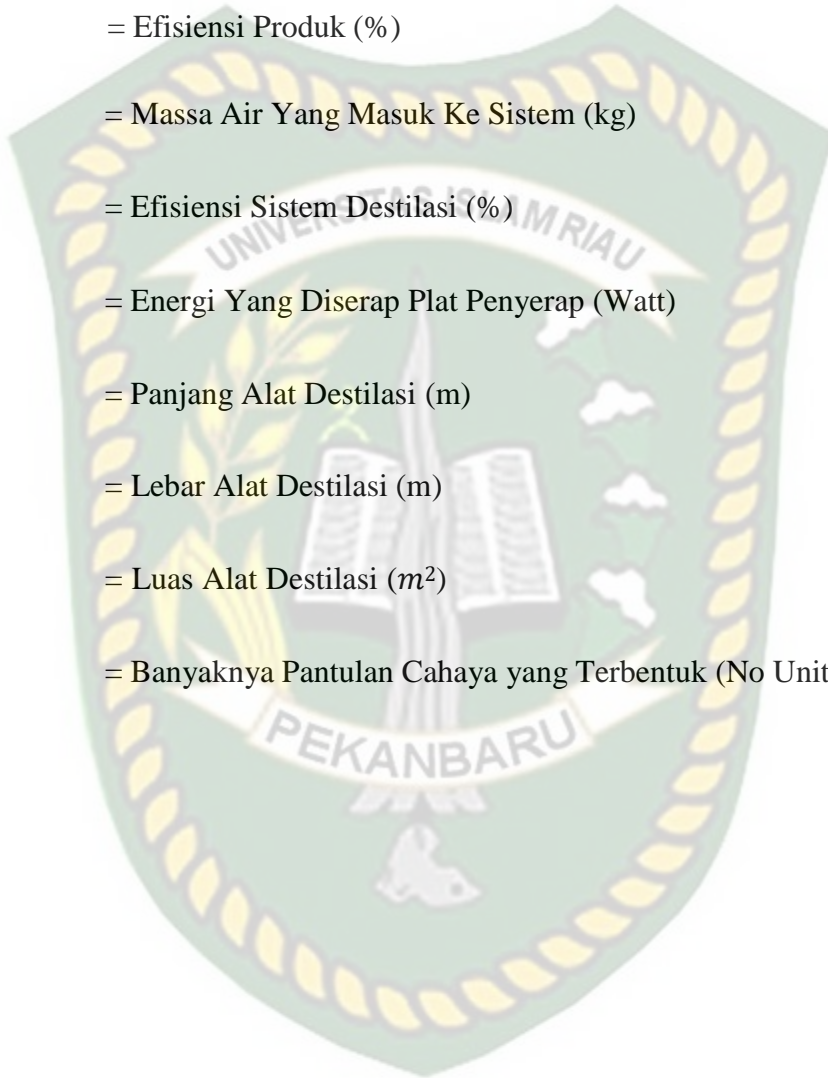 = Efisiensi Produk (%)
= Massa Air Yang Masuk Ke Sistem (kg)
UNIVERSITAS ISLAM RIAU
= Efisiensi Sistem Destilasi (%)
= Energi Yang Diserap Plat Penyerap (Watt)
= Panjang Alat Destilasi (m)
= Lebar Alat Destilasi (m)
= Luas Alat Destilasi (m²)
= Banyaknya Pantulan Cahaya yang Terbentuk (No Unit
PEKANBARU